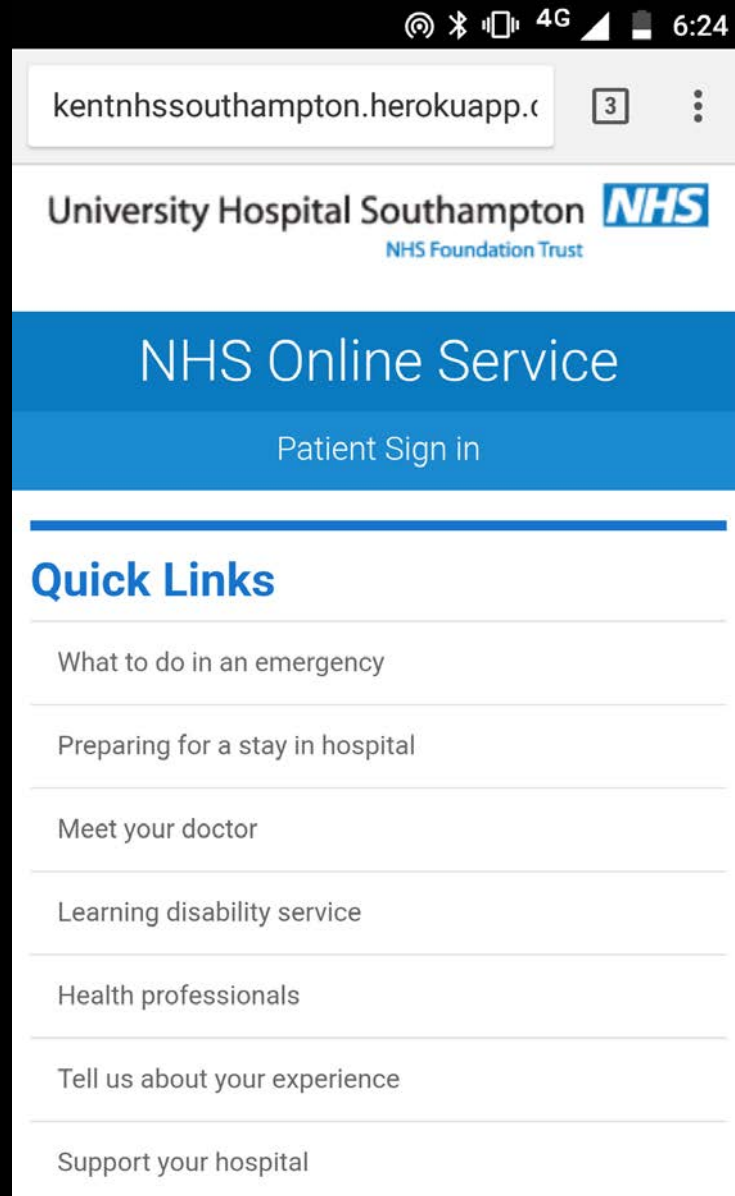 4G 6:24
kentnhssouthampton.herokuapp.c 3
University Hospital Southampton NHS
NHS Foundation Trust
NHS Online Service
Patient Sign in
Quick Links
What to do in an emergency
Preparing for a stay in hospital
Meet your doctor
Learning disability service
Health professionals
Tell us about your experience
Support your hospital